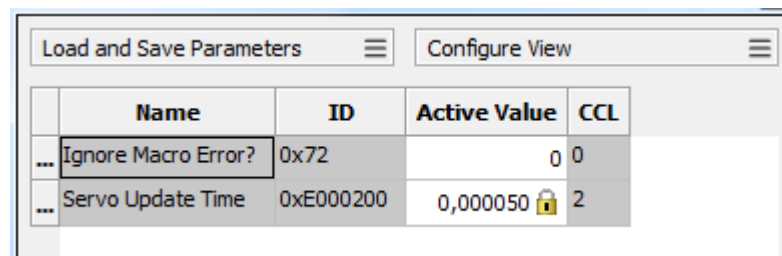 Load and Save Parameters Configure View
Name ID Active Value CCL
... Ignore Macro Error? 0x72 0 0
... Servo Update Time 0xE000200 0,000050 2